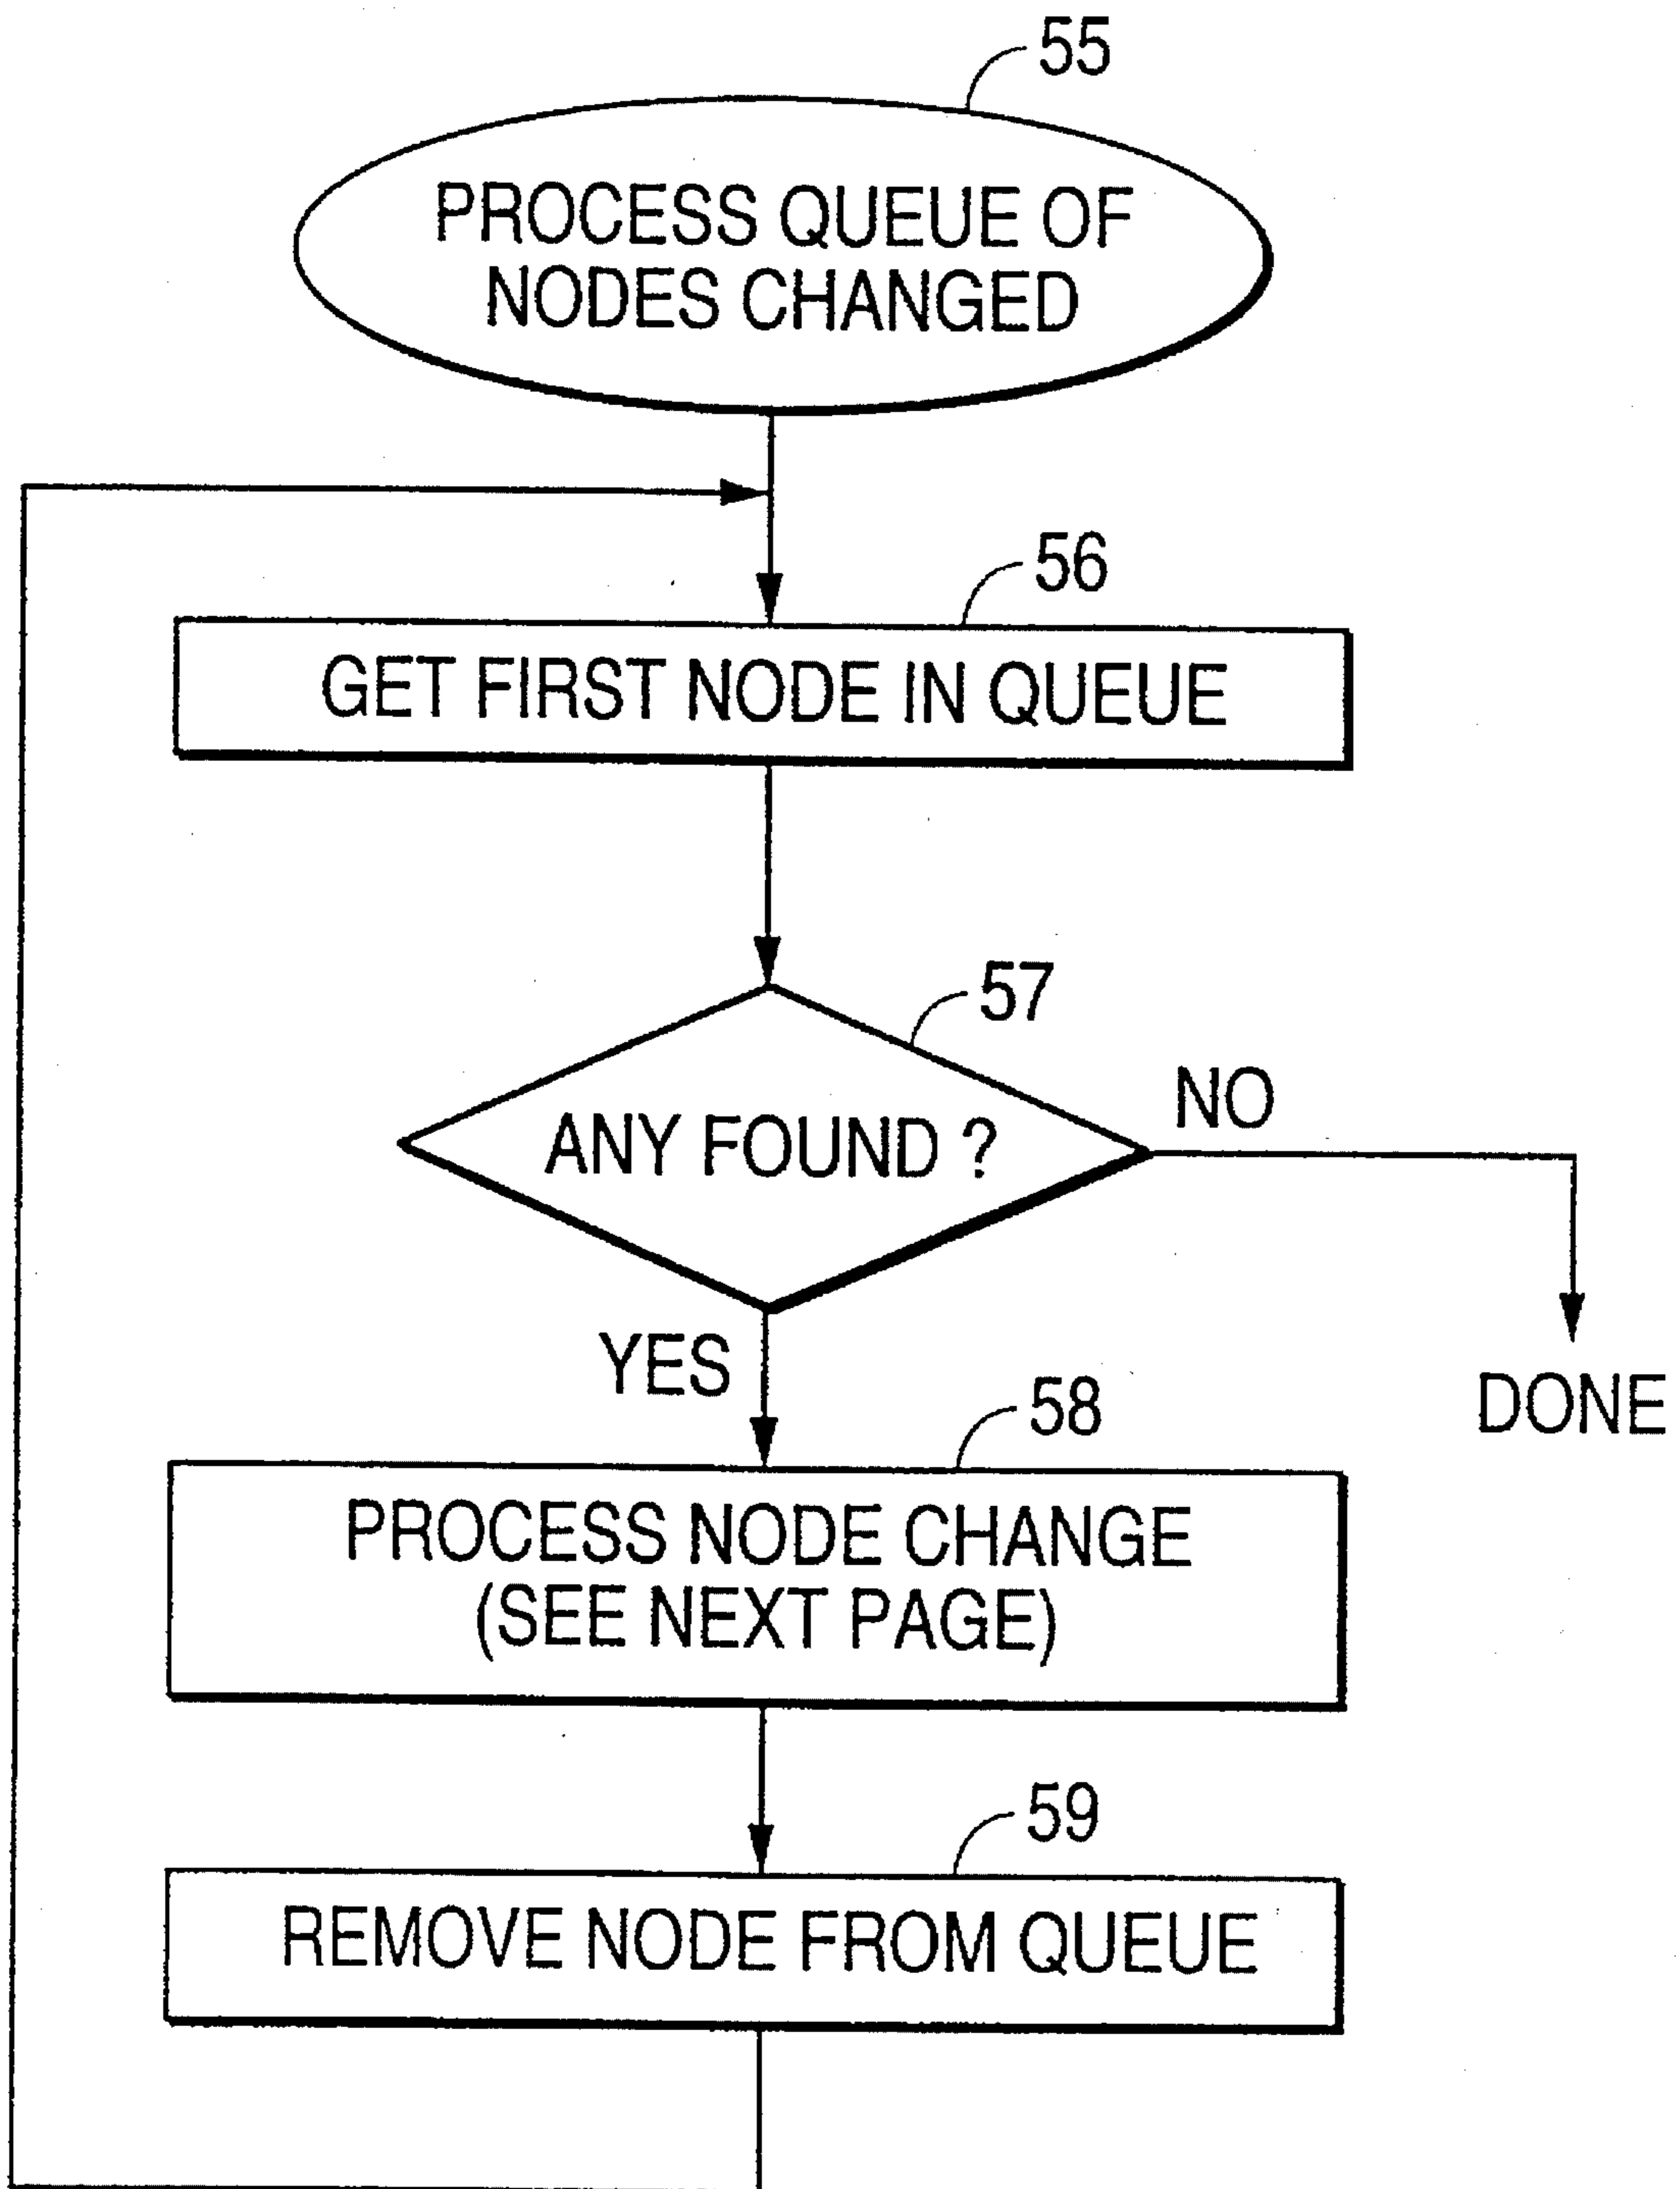 55
PROCESS QUEUE OF
NODES CHANGED
56
GET FIRST NODE IN QUEUE
57
ANY FOUND ?
NO
YES
DONE
58
PROCESS NODE CHANGE
(SEE NEXT PAGE)
59
REMOVE NODE FROM QUEUE